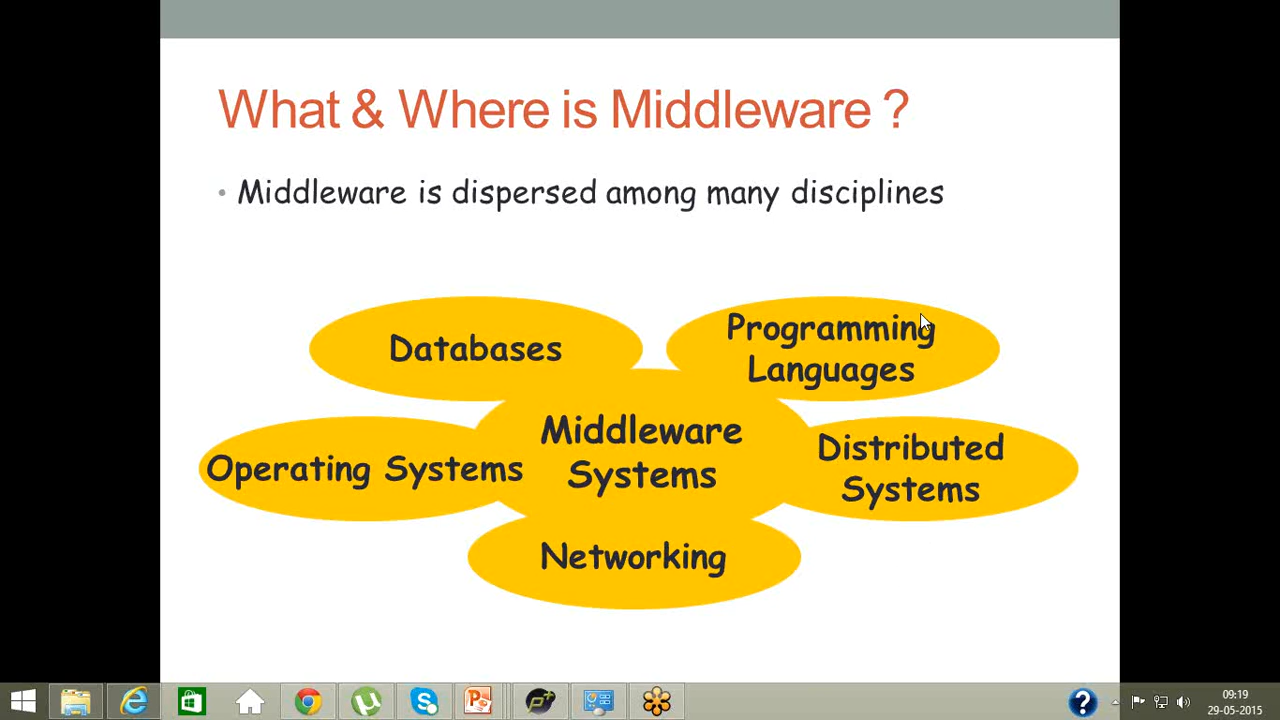 What & Where is Middleware ?
• Middleware is dispersed among many disciplines
Databases
Programming
Languages
Middleware
Systems
Operating Systems
Distributed
Systems
Networking
09:19
29-05-2015